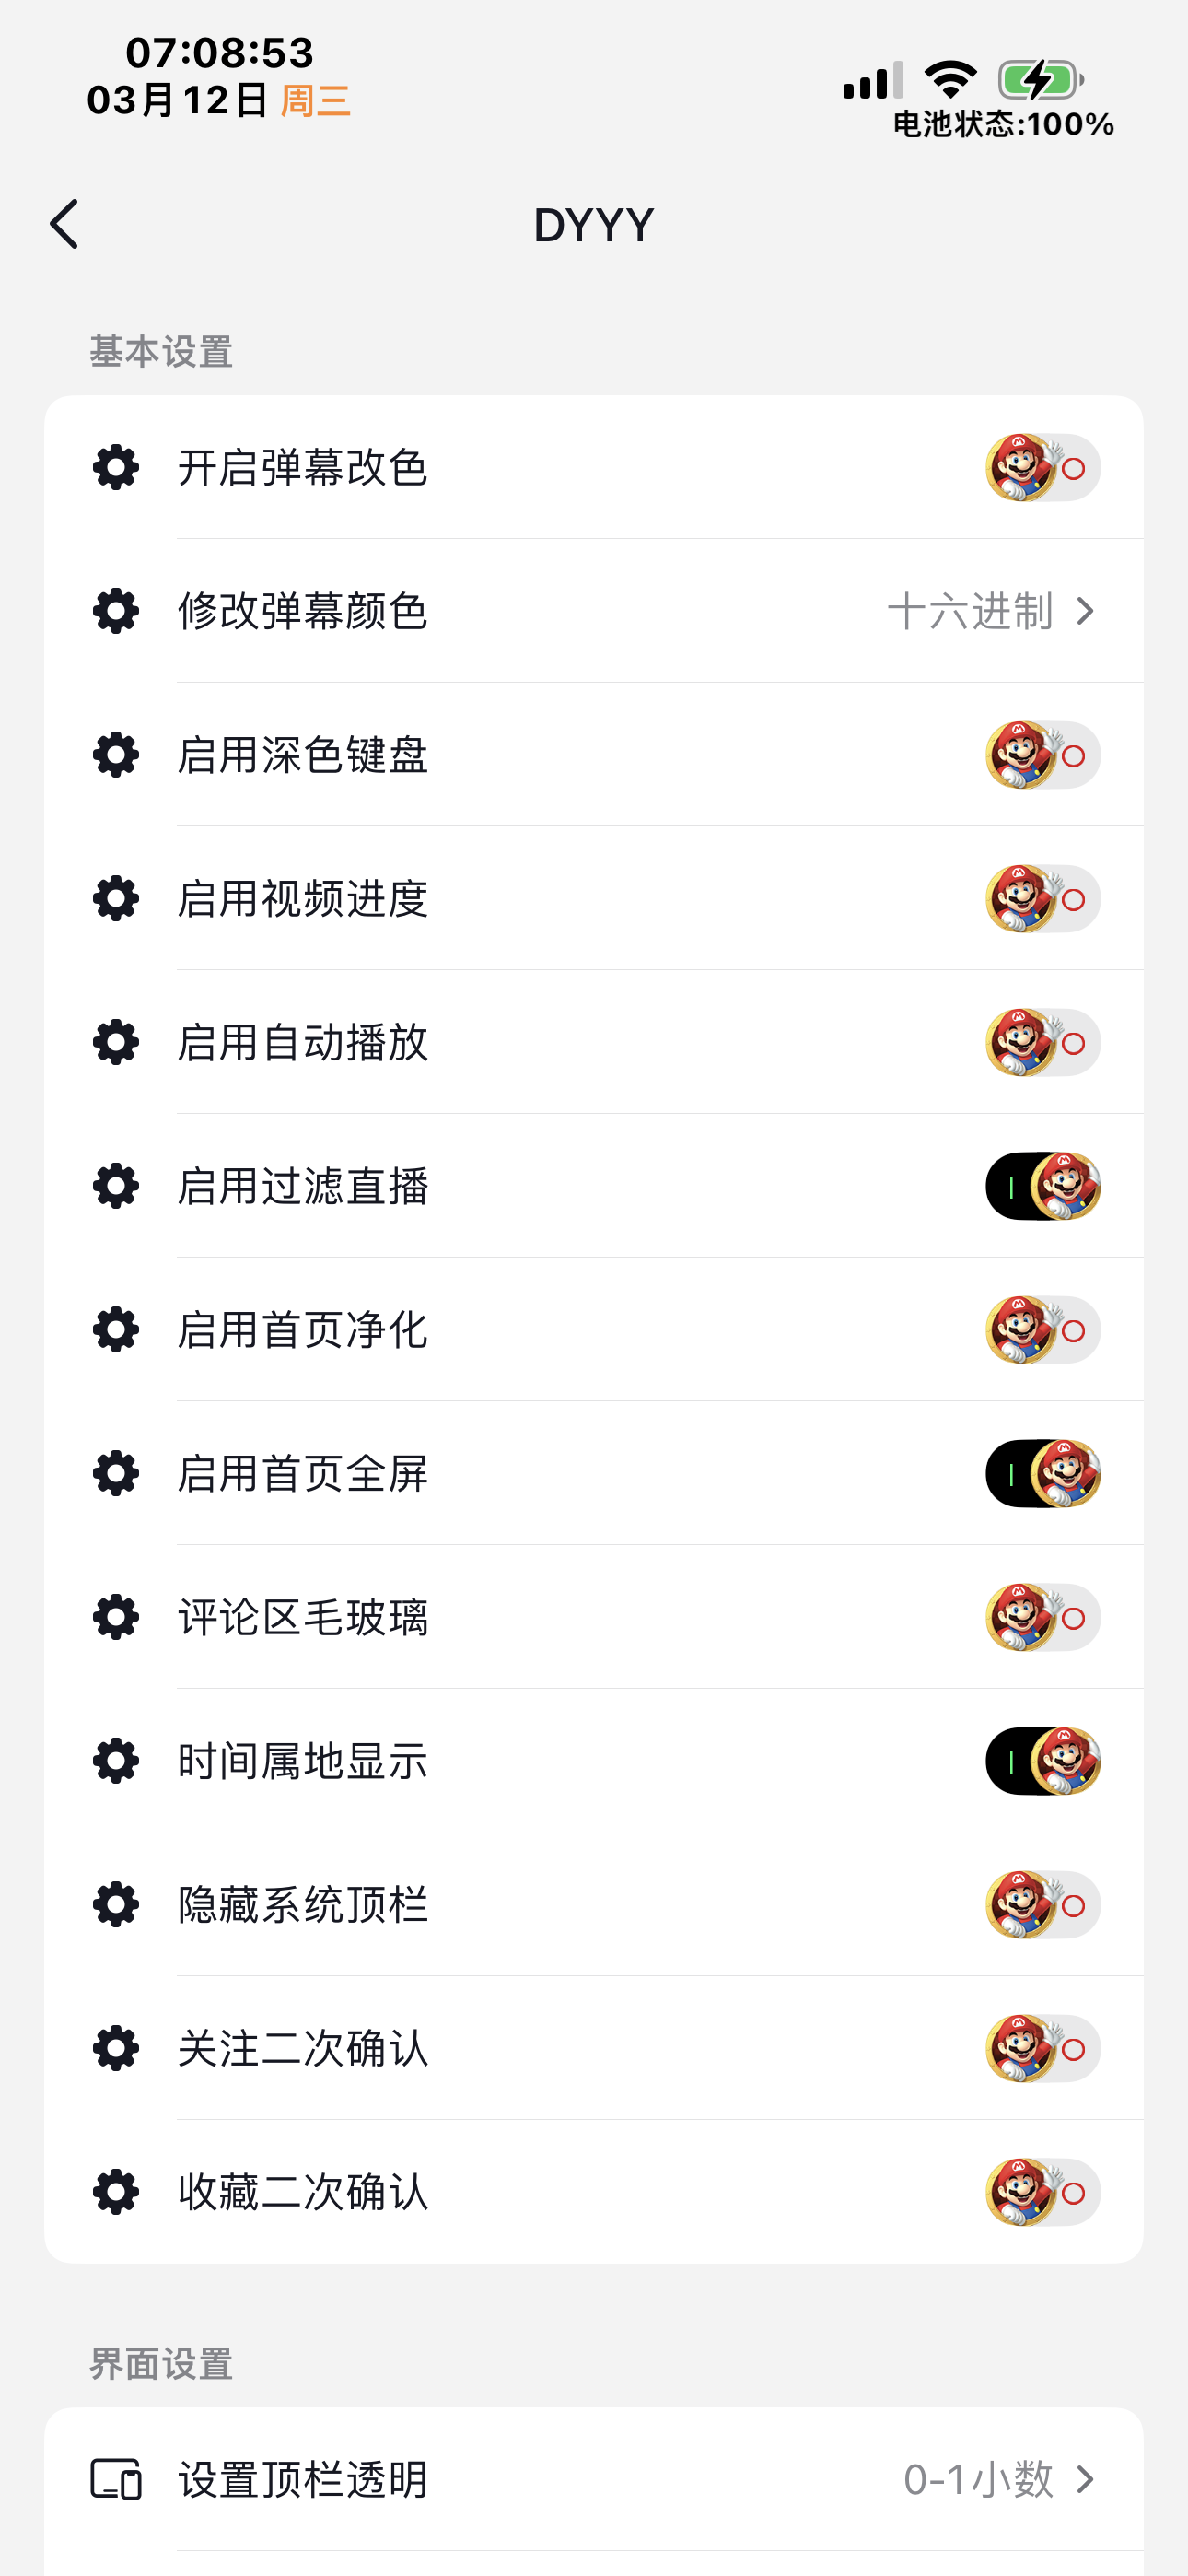 07:08:53
03月12日 周三
电池状态:100%
DYYY
基本设置
开启弹幕改色
修改弹幕颜色 十六进制
启用深色键盘
启用视频进度
启用自动播放
启用过滤直播
启用首页净化
启用首页全屏
评论区毛玻璃
时间属地显示
隐藏系统顶栏
关注二次确认
收藏二次确认
界面设置
设置顶栏透明 0-1小数